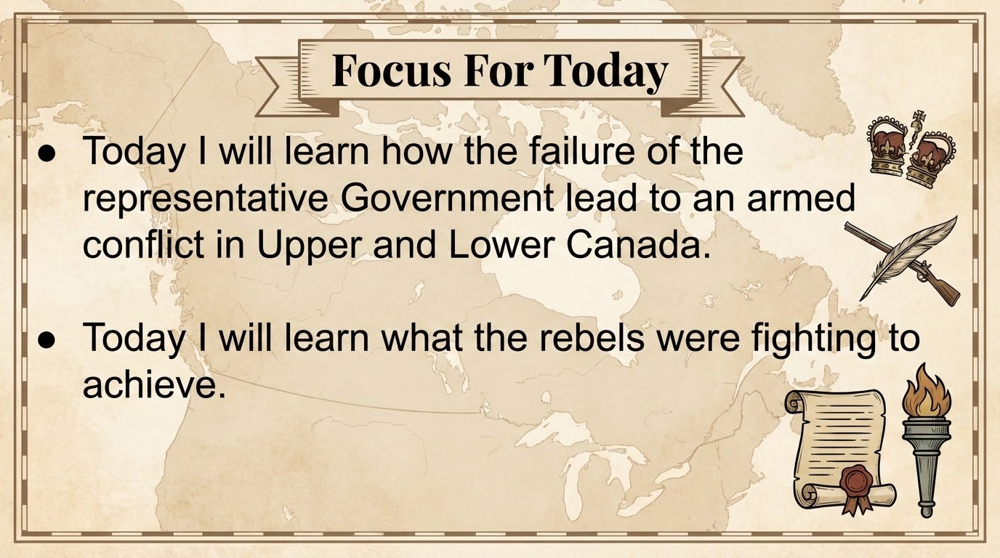 Focus For Today
● Today I will learn how the failure of the
representative Government lead to an armed
conflict in Upper and Lower Canada.
● Today I will learn what the rebels were fighting to
achieve.